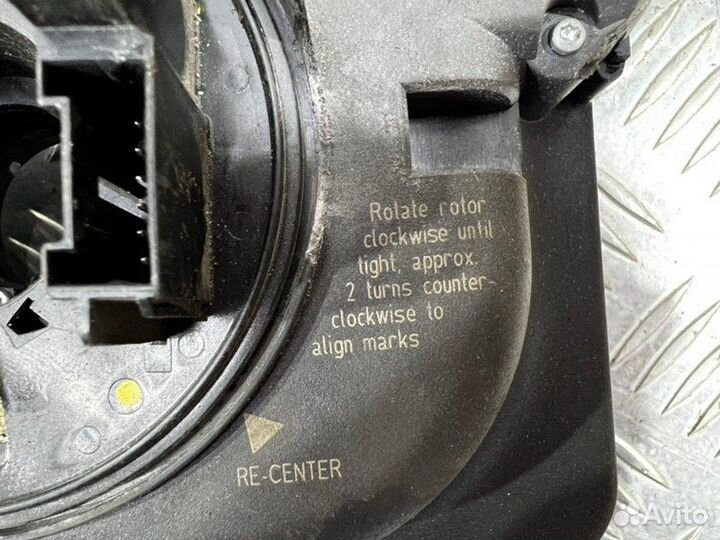 Rotate rotor
clockwise until
tight, approx.
2 turns counter-
clockwise to
align marks
RE-CENTER
Avito